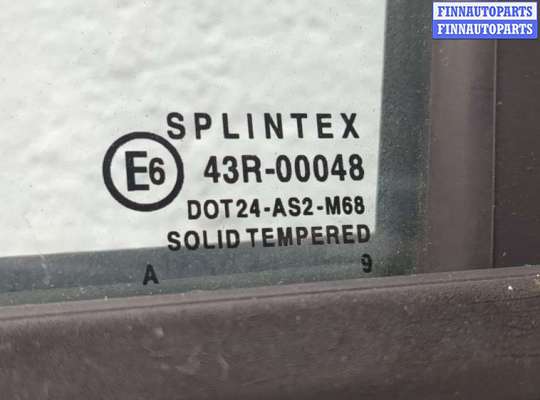 FINNAUTOPARTS
FINNAUTOPARTS
SPLINTEX
E6 43R-00048
DOT24-AS2-M68
SOLID TEMPERED
A 9